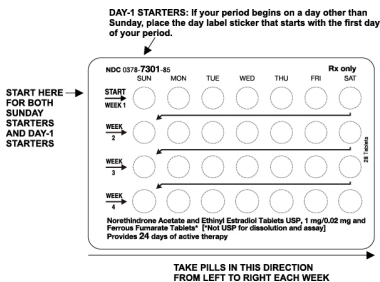 DAY-1 STARTERS: If your period begins on a day other than
Sunday, place the day label sticker that starts with the first day
of your period.
NDC 0378-7301-85
Rx only
SUN MON TUE WED THU FRI SAT
START HERE
FOR BOTH
SUNDAY
STARTERS
AND DAY-1
STARTERS
START
WEEK 1
WEEK
2
WEEK
3
WEEK
4
28 Tablets
Norethindrone Acetate and Ethinyl Estradiol Tablets USP, 1 mg/0.02 mg and
Ferrous Fumarate Tablets* [*Not USP for dissolution and assay]
Provides 24 days of active therapy
TAKE PILLS IN THIS DIRECTION
FROM LEFT TO RIGHT EACH WEEK